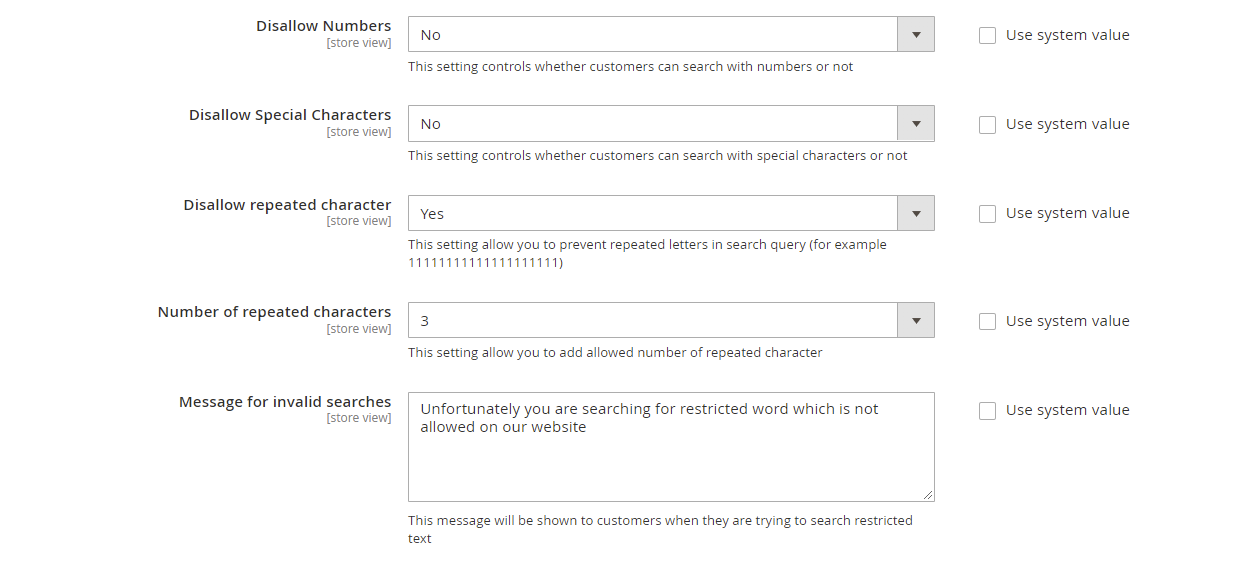 Disallow Numbers
[store view]
No
Use system value
This setting controls whether customers can search with numbers or not
Disallow Special Characters
[store view]
No
Use system value
This setting controls whether customers can search with special characters or not
Disallow repeated character
[store view]
Yes
Use system value
This setting allow you to prevent repeated letters in search query (for example
11111111111111111111)
Number of repeated characters
[store view]
3
Use system value
This setting allow you to add allowed number of repeated character
Message for invalid searches
[store view]
Unfortunately you are searching for restricted word which is not
allowed on our website
Use system value
This message will be shown to customers when they are trying to search restricted
text